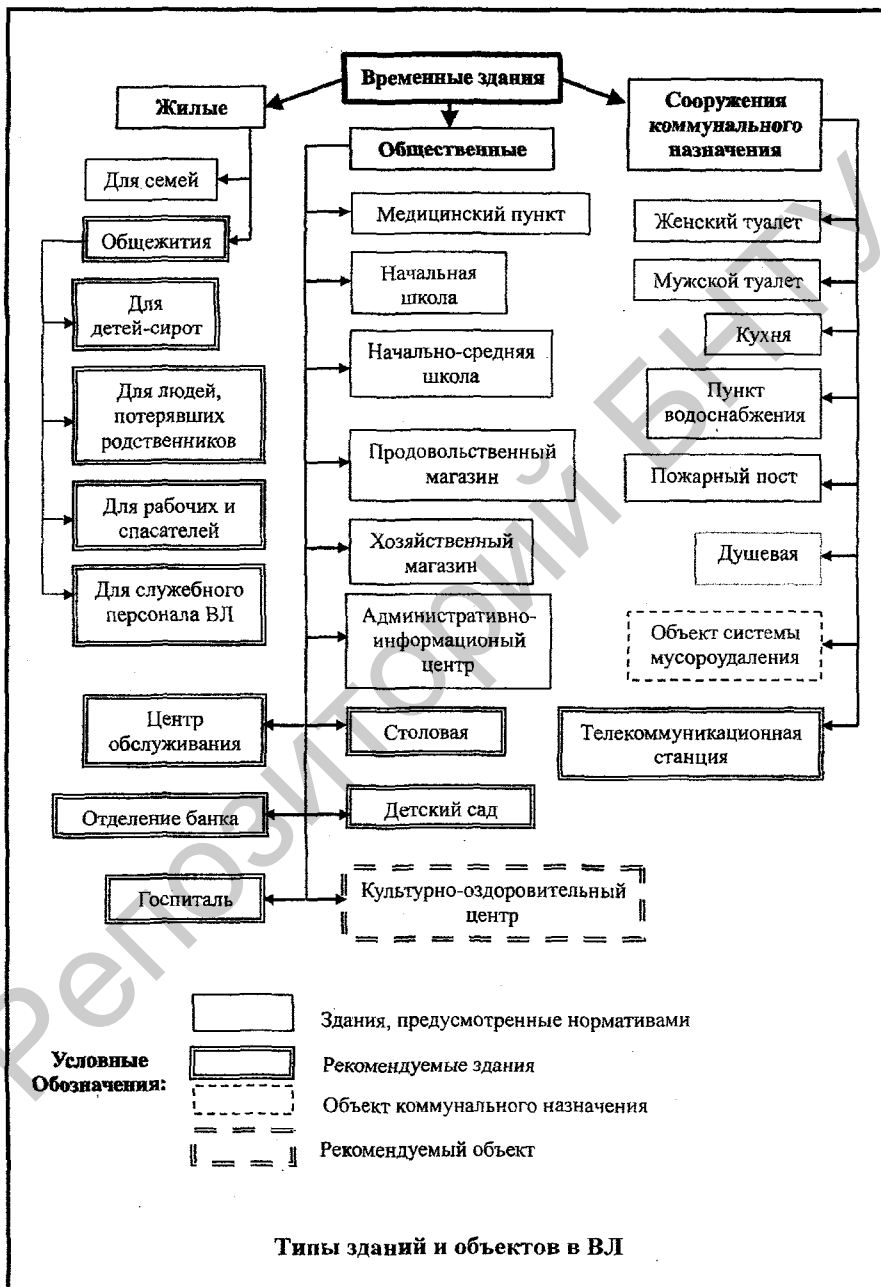 Временные здания
Жилые
Для семей
Общежития
Для
детей-сирот
Для людей,
потерявших
родственников
Для рабочих и
спасателей
Для служебного
персонала ВЛ
Общественные
Медицинский пункт
Начальная
школа
Начально-средняя
школа
Продовольственный
магазин
Хозяйственный
магазин
Административно-
информационый
центр
Центр
обслуживания
Столовая
Отделение банка
Детский сад
Госпиталь
Культурно-оздоровительный
центр
Сооружения
коммунального
назначения
Женский туалет
Мужской туалет
Кухня
Пункт
водоснабжения
Пожарный пост
Душевая
Объект системы
мусороудаления
Телекоммуникационная
станция
Условные
Обозначения:
Здания, предусмотренные нормативами
Рекомендуемые здания
Объект коммунального назначения
Рекомендуемый объект
Типы зданий и объектов в ВЛ
Репозиторий БНТУ